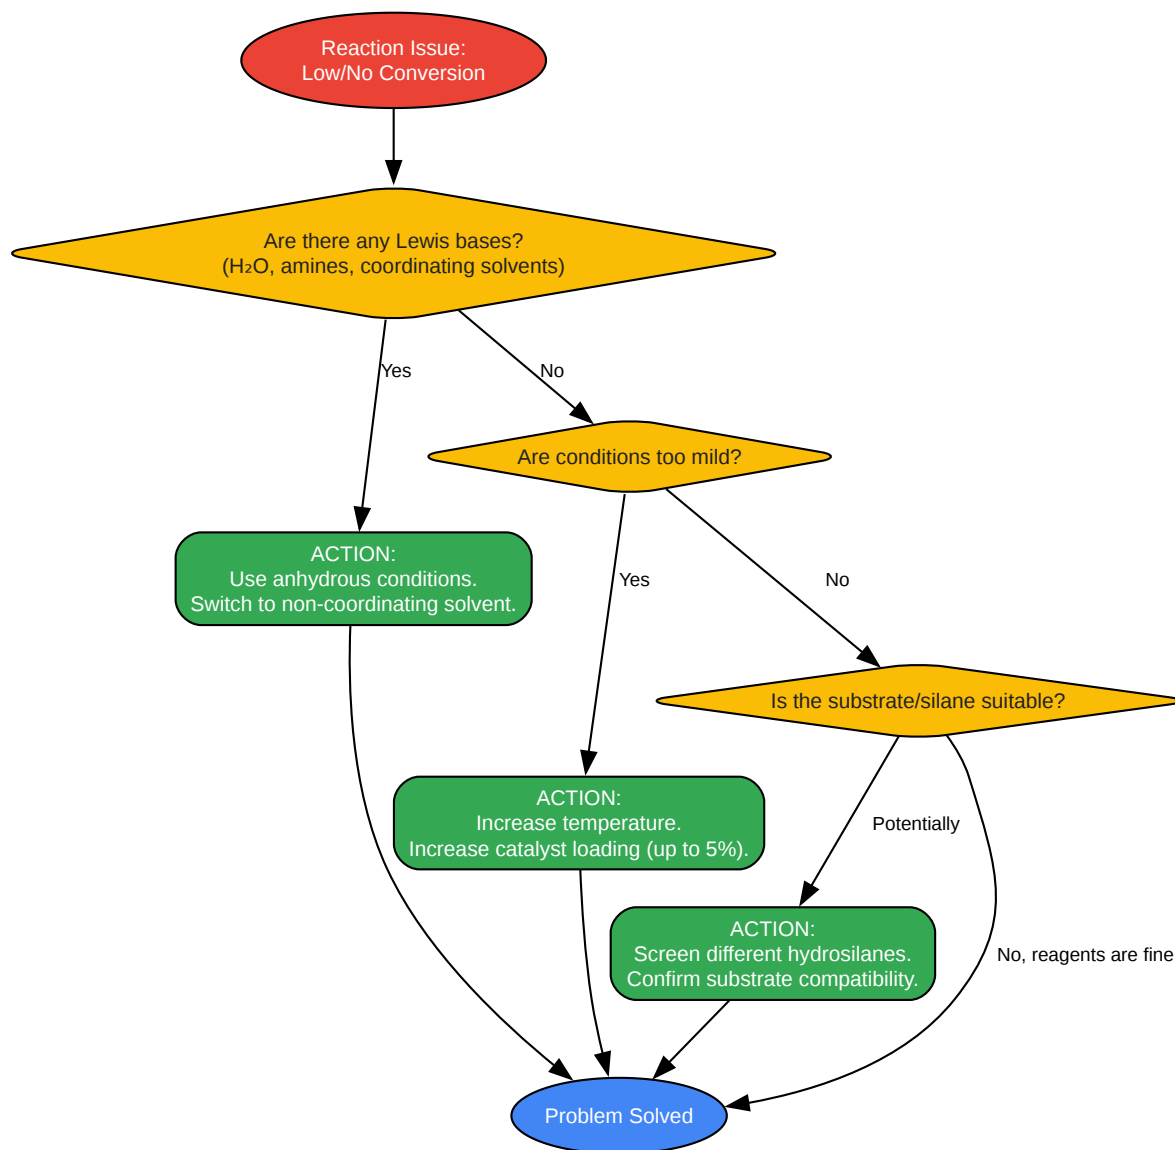 Reaction Issue:
Low/No Conversion
Are there any Lewis bases?
(H₂O, amines, coordinating solvents)
Yes
No
Are conditions too mild?
ACTION:
Use anhydrous conditions.
Switch to non-coordinating solvent.
Yes
No
Is the substrate/silane suitable?
ACTION:
Increase temperature.
Increase catalyst loading (up to 5%).
Potentially
ACTION:
Screen different hydrosilanes.
Confirm substrate compatibility.
No, reagents are fine
Problem Solved